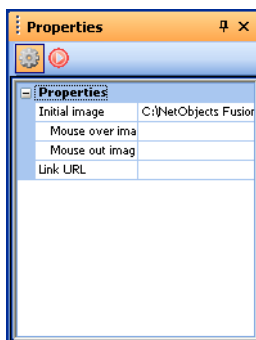 Properties
Properties
Initial image C:\NetObjects Fusion
Mouse over ima
Mouse out imag
Link URL